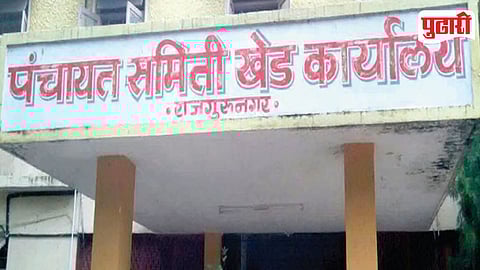 पुढारी
पंचायत समिती खेड कार्यालय
• राजगुरुनगर •